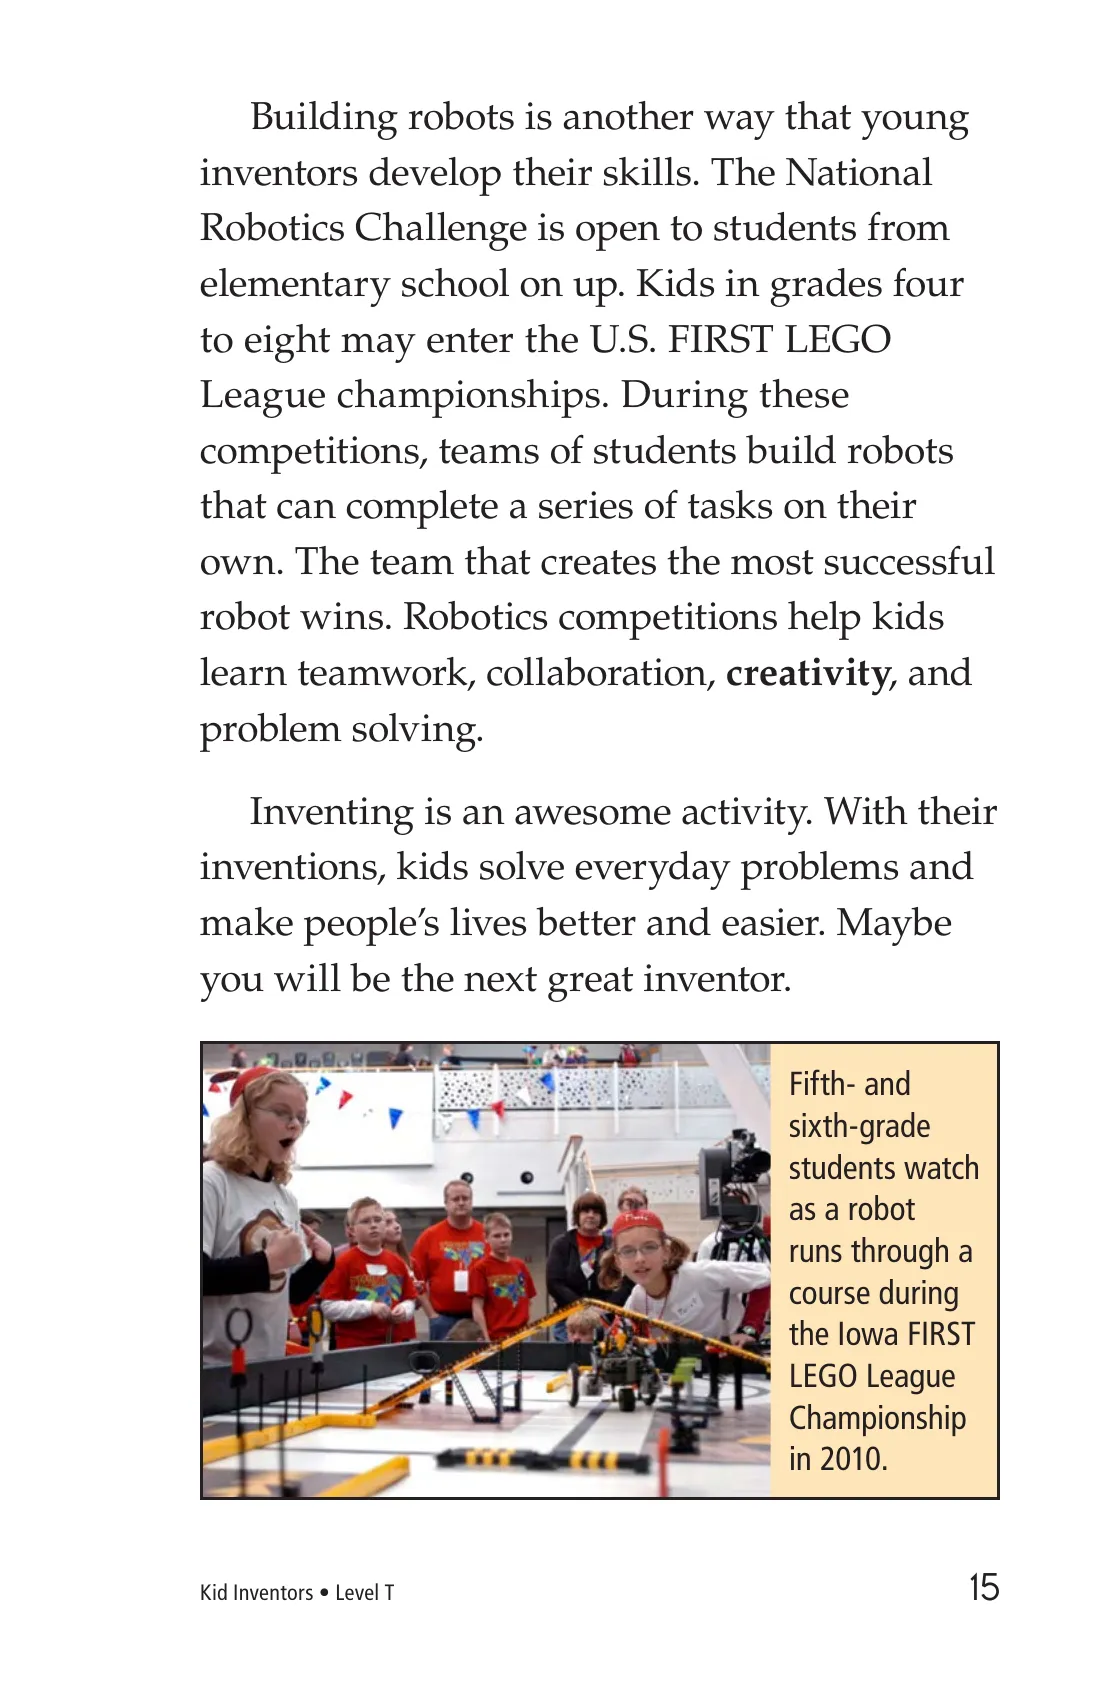 Building robots is another way that young
inventors develop their skills. The National
Robotics Challenge is open to students from
elementary school on up. Kids in grades four
to eight may enter the U.S. FIRST LEGO
League championships. During these
competitions, teams of students build robots
that can complete a series of tasks on their
own. The team that creates the most successful
robot wins. Robotics competitions help kids
learn teamwork, collaboration, creativity, and
problem solving.
Inventing is an awesome activity. With their
inventions, kids solve everyday problems and
make people’s lives better and easier. Maybe
you will be the next great inventor.
Fifth- and
sixth-grade
students watch
as a robot
runs through a
course during
the Iowa FIRST
LEGO League
Championship
in 2010.
Kid Inventors • Level T
15